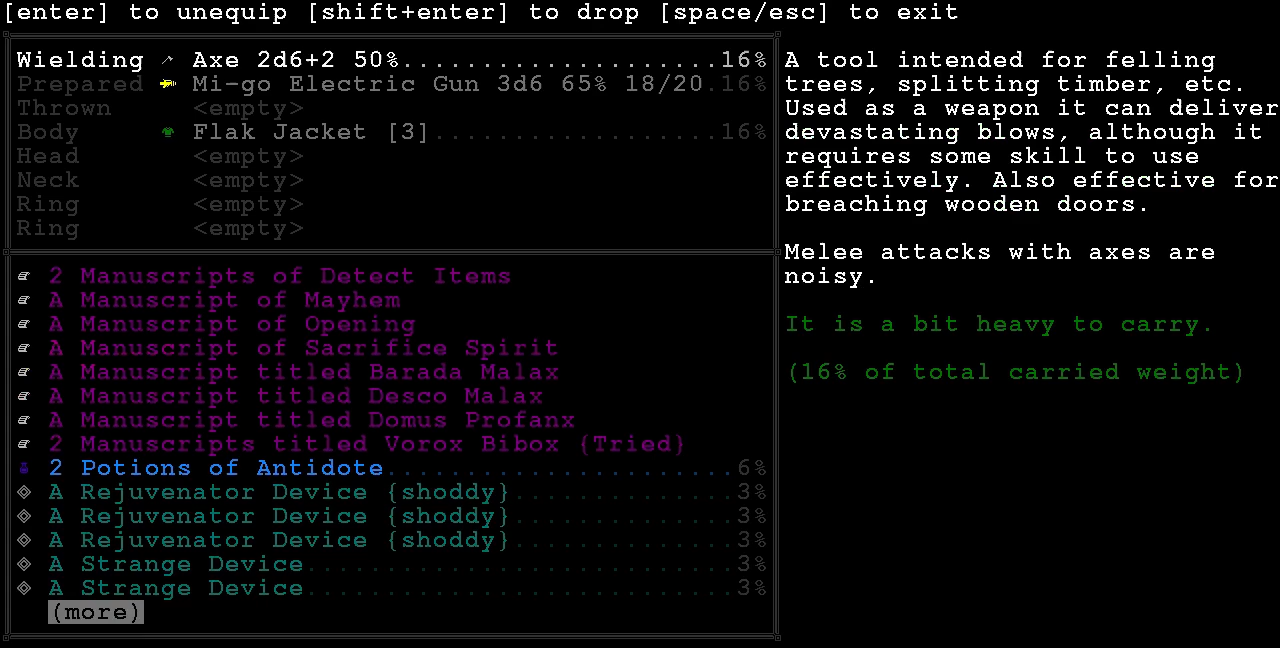 [enter] to unequip [shift+enter] to drop [space/esc] to exit
Wielding Axe 2d6+2 50%....................16%
Prepared Mi-go Electric Gun 3d6 65% 18/20.16%
Thrown <empty>
Body Flak Jacket [3]..................16%
Head <empty>
Neck <empty>
Ring <empty>
Ring <empty>
2 Manuscripts of Detect Items
A Manuscript of Mayhem
A Manuscript of Opening
A Manuscript of Sacrifice Spirit
A Manuscript titled Barada Malax
A Manuscript titled Desco Malax
A Manuscript titled Domus Profanx
2 Manuscripts titled Vorox Bibox {Tried}
2 Potions of Antidote......................6%
A Rejuvenator Device {shoddy}..............3%
A Rejuvenator Device {shoddy}..............3%
A Rejuvenator Device {shoddy}..............3%
A Strange Device...........................3%
A Strange Device...........................3%
(more)
A tool intended for felling
trees, splitting timber, etc.
Used as a weapon it can deliver
devastating blows, although it
requires some skill to use
effectively. Also effective for
breaching wooden doors.
Melee attacks with axes are
noisy.
It is a bit heavy to carry.
(16% of total carried weight)